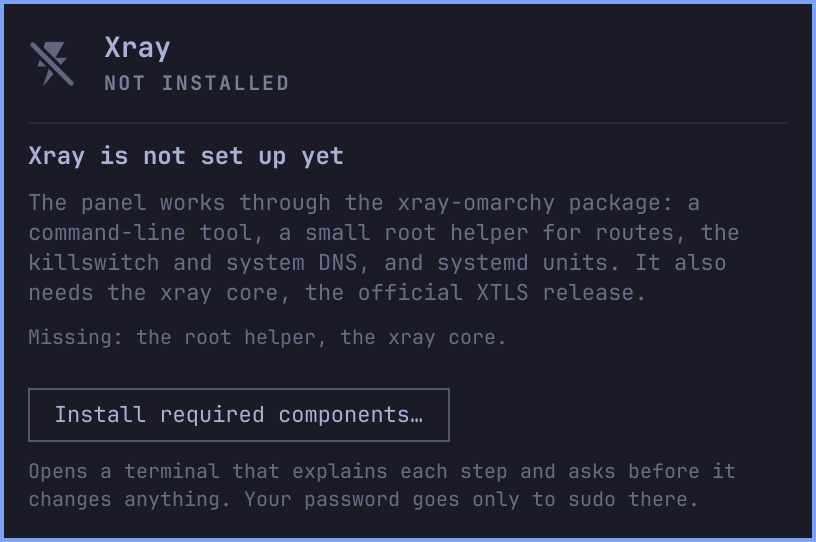 Xray
NOT INSTALLED
Xray is not set up yet
The panel works through the xray-omarchy package: a
command-line tool, a small root helper for routes, the
killswitch and system DNS, and systemd units. It also
needs the xray core, the official XTLS release.
Missing: the root helper, the xray core.
Install required components…
Opens a terminal that explains each step and asks before it
changes anything. Your password goes only to sudo there.